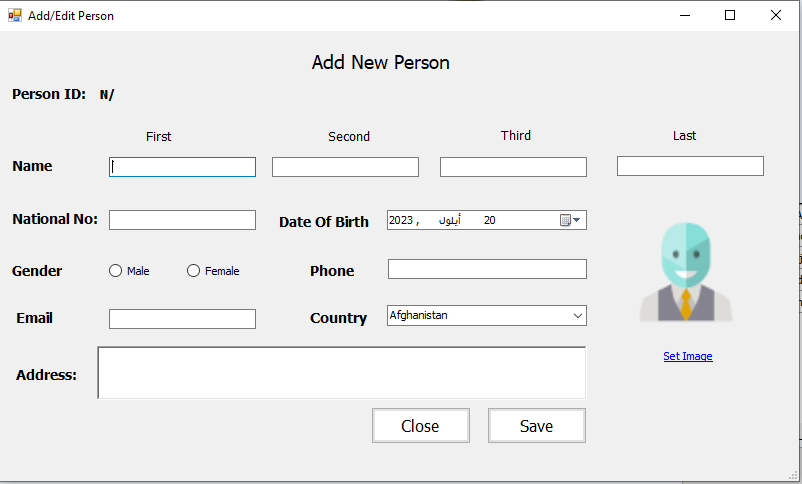 Add/Edit Person
Add New Person
Person ID: N/
First Second Third Last
Name
National No: Date Of Birth 20 أيلول , 2023
Gender Male Female Phone
Email Country Afghanistan
Set Image
Address:
Close Save